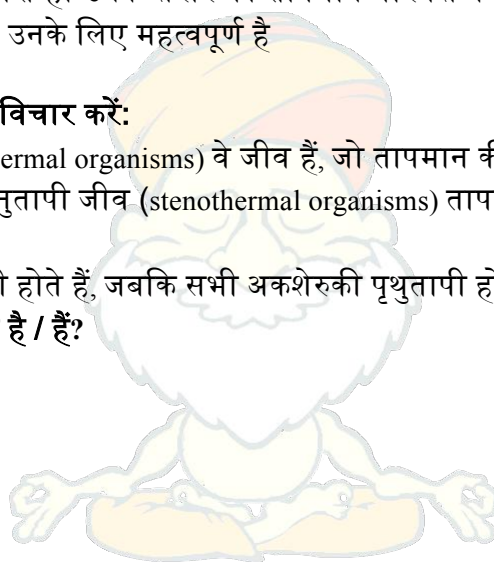 उनके लिए महत्वपूर्ण है
विचार करें:
ermal organisms) वे जीव हैं, जो तापमान की
नुतापी जीव (stenothermal organisms) ताप
होते हैं, जबकि सभी अकशेरुकी पृथुतापी हो
है / हैं?